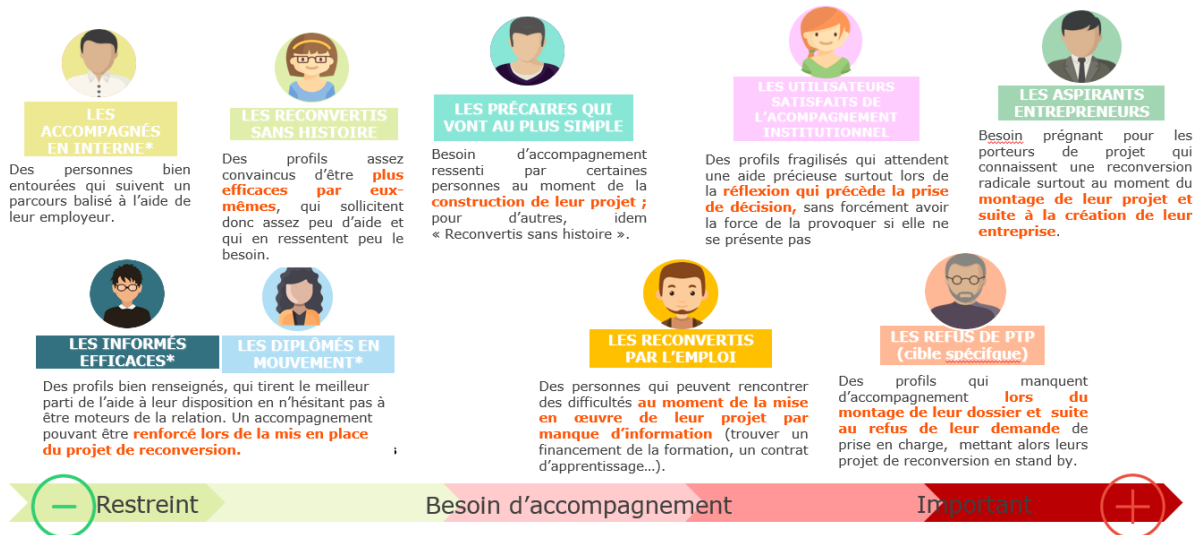 LES
ACCOMPAGNÉS
EN INTERNE*
Des personnes bien
entourées qui suivent un
parcours balisé à l'aide de
leur employeur.
LES RECONVERTIS
SANS HISTOIRE
Des profils assez
convaincus d'être plus
efficaces par eux-
mêmes, qui sollicitent
donc assez peu d'aide et
qui en ressentent peu le
besoin.
LES PRÉCAIRES QUI
VONT AU PLUS SIMPLE
Besoin d'accompagnement
ressenti par certaines
personnes au moment de la
construction de leur projet ;
pour d'autres, idem
« Reconvertis sans histoire ».
LES UTILISATEURS
SATISFAITS DE
L'ACOMPAGNEMENT
INSTITUTIONNEL
Des profils fragilisés qui attendent
une aide précieuse surtout lors de
la réflexion qui précède la prise
de décision, sans forcément avoir
la force de la provoquer si elle ne
se présente pas
LES ASPIRANTS
ENTREPRENEURS
Besoin prégnant pour les
porteurs de projet qui
connaissent une reconversion
radicale surtout au moment du
montage de leur projet et
suite à la création de leur
entreprise.
LES INFORMÉS
EFFICACES*
LES DIPLÔMÉS EN
MOUVEMENT*
Des profils bien renseignés, qui tirent le meilleur
parti de l'aide à leur disposition en n'hésitant pas à
être moteurs de la relation. Un accompagnement
pouvant être renforcé lors de la mis en place
du projet de reconversion.
LES RECONVERTIS
PAR L'EMPLOI
Des personnes qui peuvent rencontrer
des difficultés au moment de la mise
en œuvre de leur projet par
manque d'information (trouver un
financement de la formation, un contrat
d'apprentissage...).
LES REFUS DE PTP
(cible spécifque)
Des profils qui manquent
d'accompagnement lors du
montage de leur dossier et suite
au refus de leur demande de
prise en charge, mettant alors leurs
projet de reconversion en stand by.
Restreint
Besoin d'accompagnement
Important